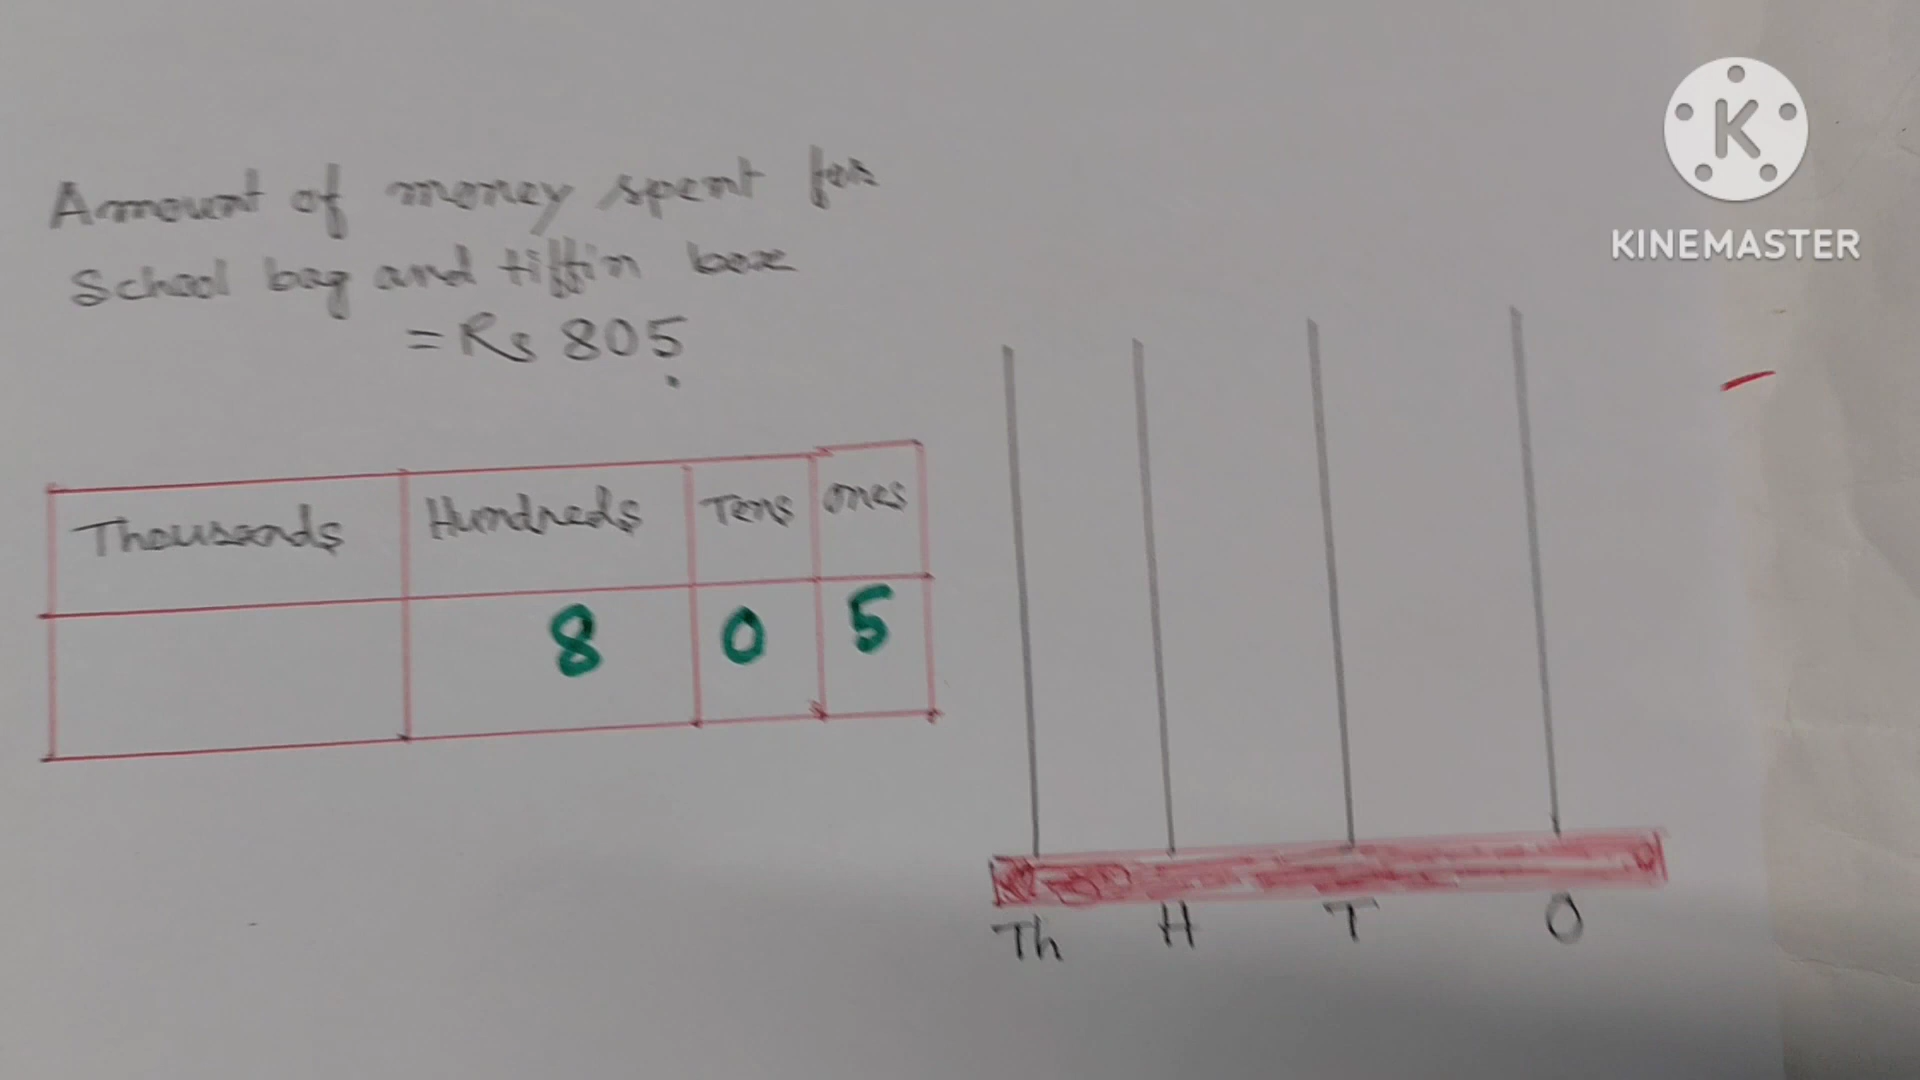 Amount of money spent for
School bag and tiffin box
= Rs 805
Thousands Hundreds Tens ones
8 0 5
Th H T O
K
KINEMASTER